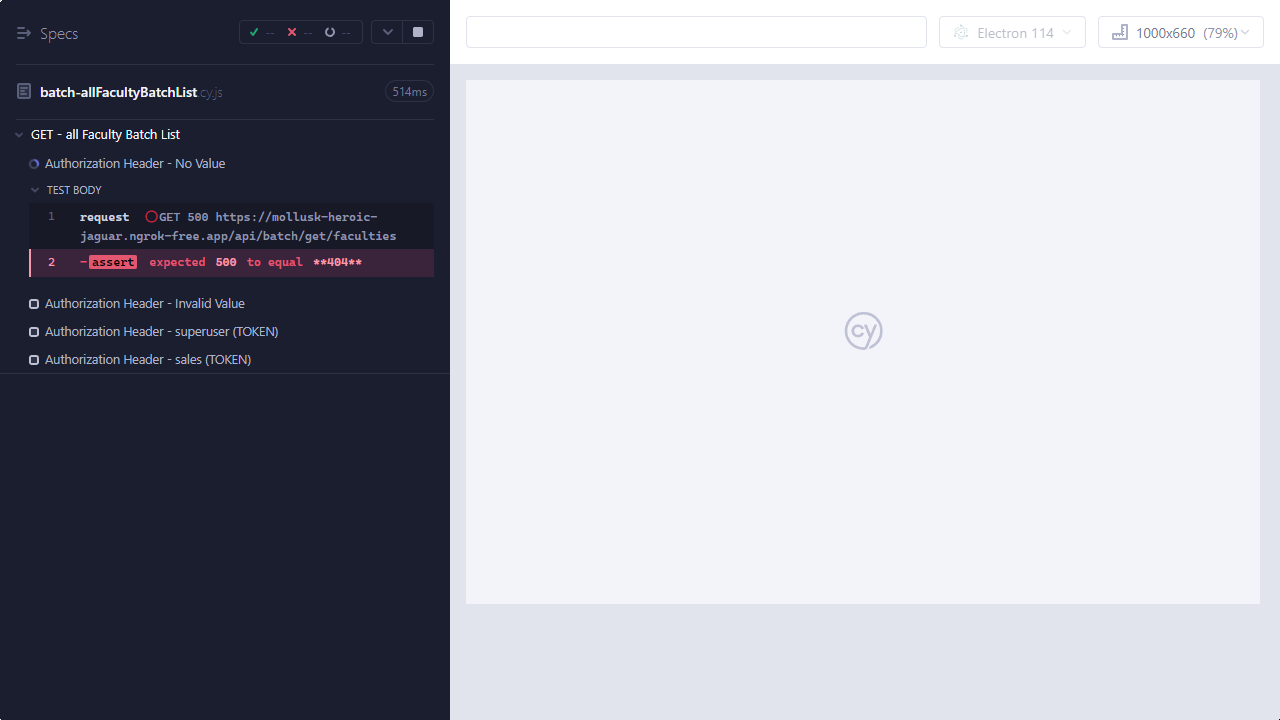 Specs
-- -- --
batch-allFacultyBatchList.cy.js
514ms
GET - all Faculty Batch List
Authorization Header - No Value
TEST BODY
1 request GET 500 https://mollusk-heroic-
jaguar.ngrok-free.app/api/batch/get/faculties
2 -assert expected 500 to equal **404**
Authorization Header - Invalid Value
Authorization Header - superuser (TOKEN)
Authorization Header - sales (TOKEN)
Electron 114
1000x660 (79%)
cy